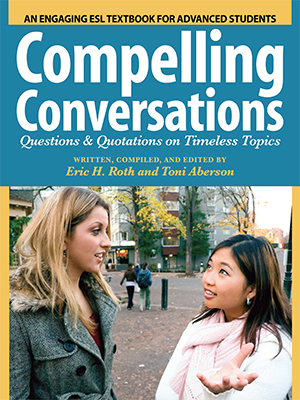 AN ENGAGING ESL TEXTBOOK FOR ADVANCED STUDENTS
Compelling
Conversations
Questions & Quotations on Timeless Topics
WRITTEN, COMPILED, AND EDITED BY
Eric H. Roth and Toni Aberson